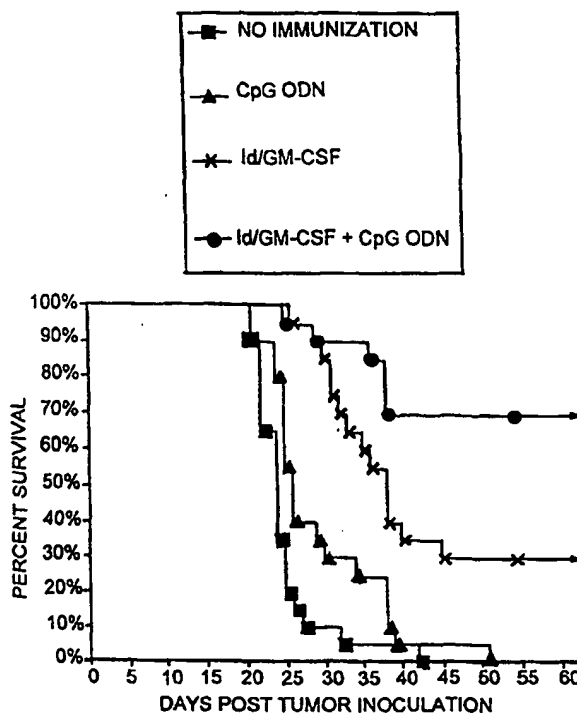 NO IMMUNIZATION
CpG ODN
Id/GM-CSF
Id/GM-CSF + CpG ODN
100%
90%
80%
70%
60%
50%
40%
30%
20%
10%
0%
PERCENT SURVIVAL
0 5 10 15 20 25 30 35 40 45 50 55 60
DAYS POST TUMOR INOCULATION